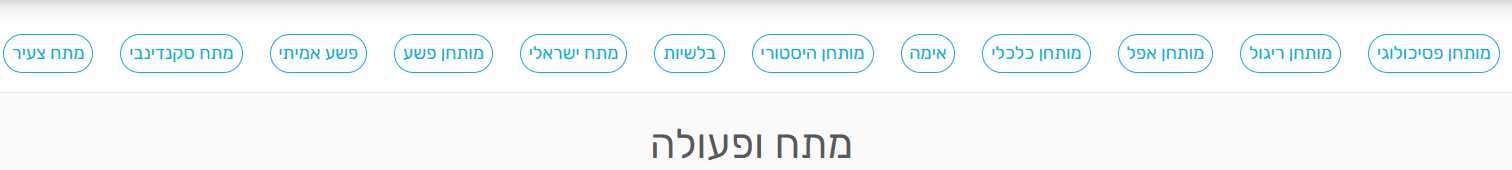 מותחן פסיכולוגי מותחן ריגול מותחן אפל מותחן כלכלי אימה מותחן היסטורי בלשיות מתח ישראלי מותחן פשע פשע אמיתי מתח סקנדינבי מתח צעיר
מתח ופעולה